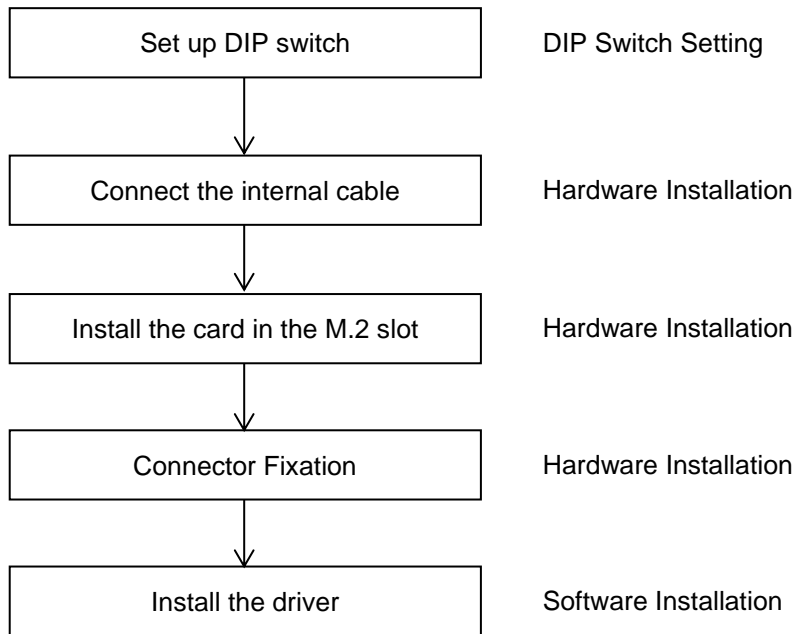 Set up DIP switch
DIP Switch Setting
Connect the internal cable
Hardware Installation
Install the card in the M.2 slot
Hardware Installation
Connector Fixation
Hardware Installation
Install the driver
Software Installation